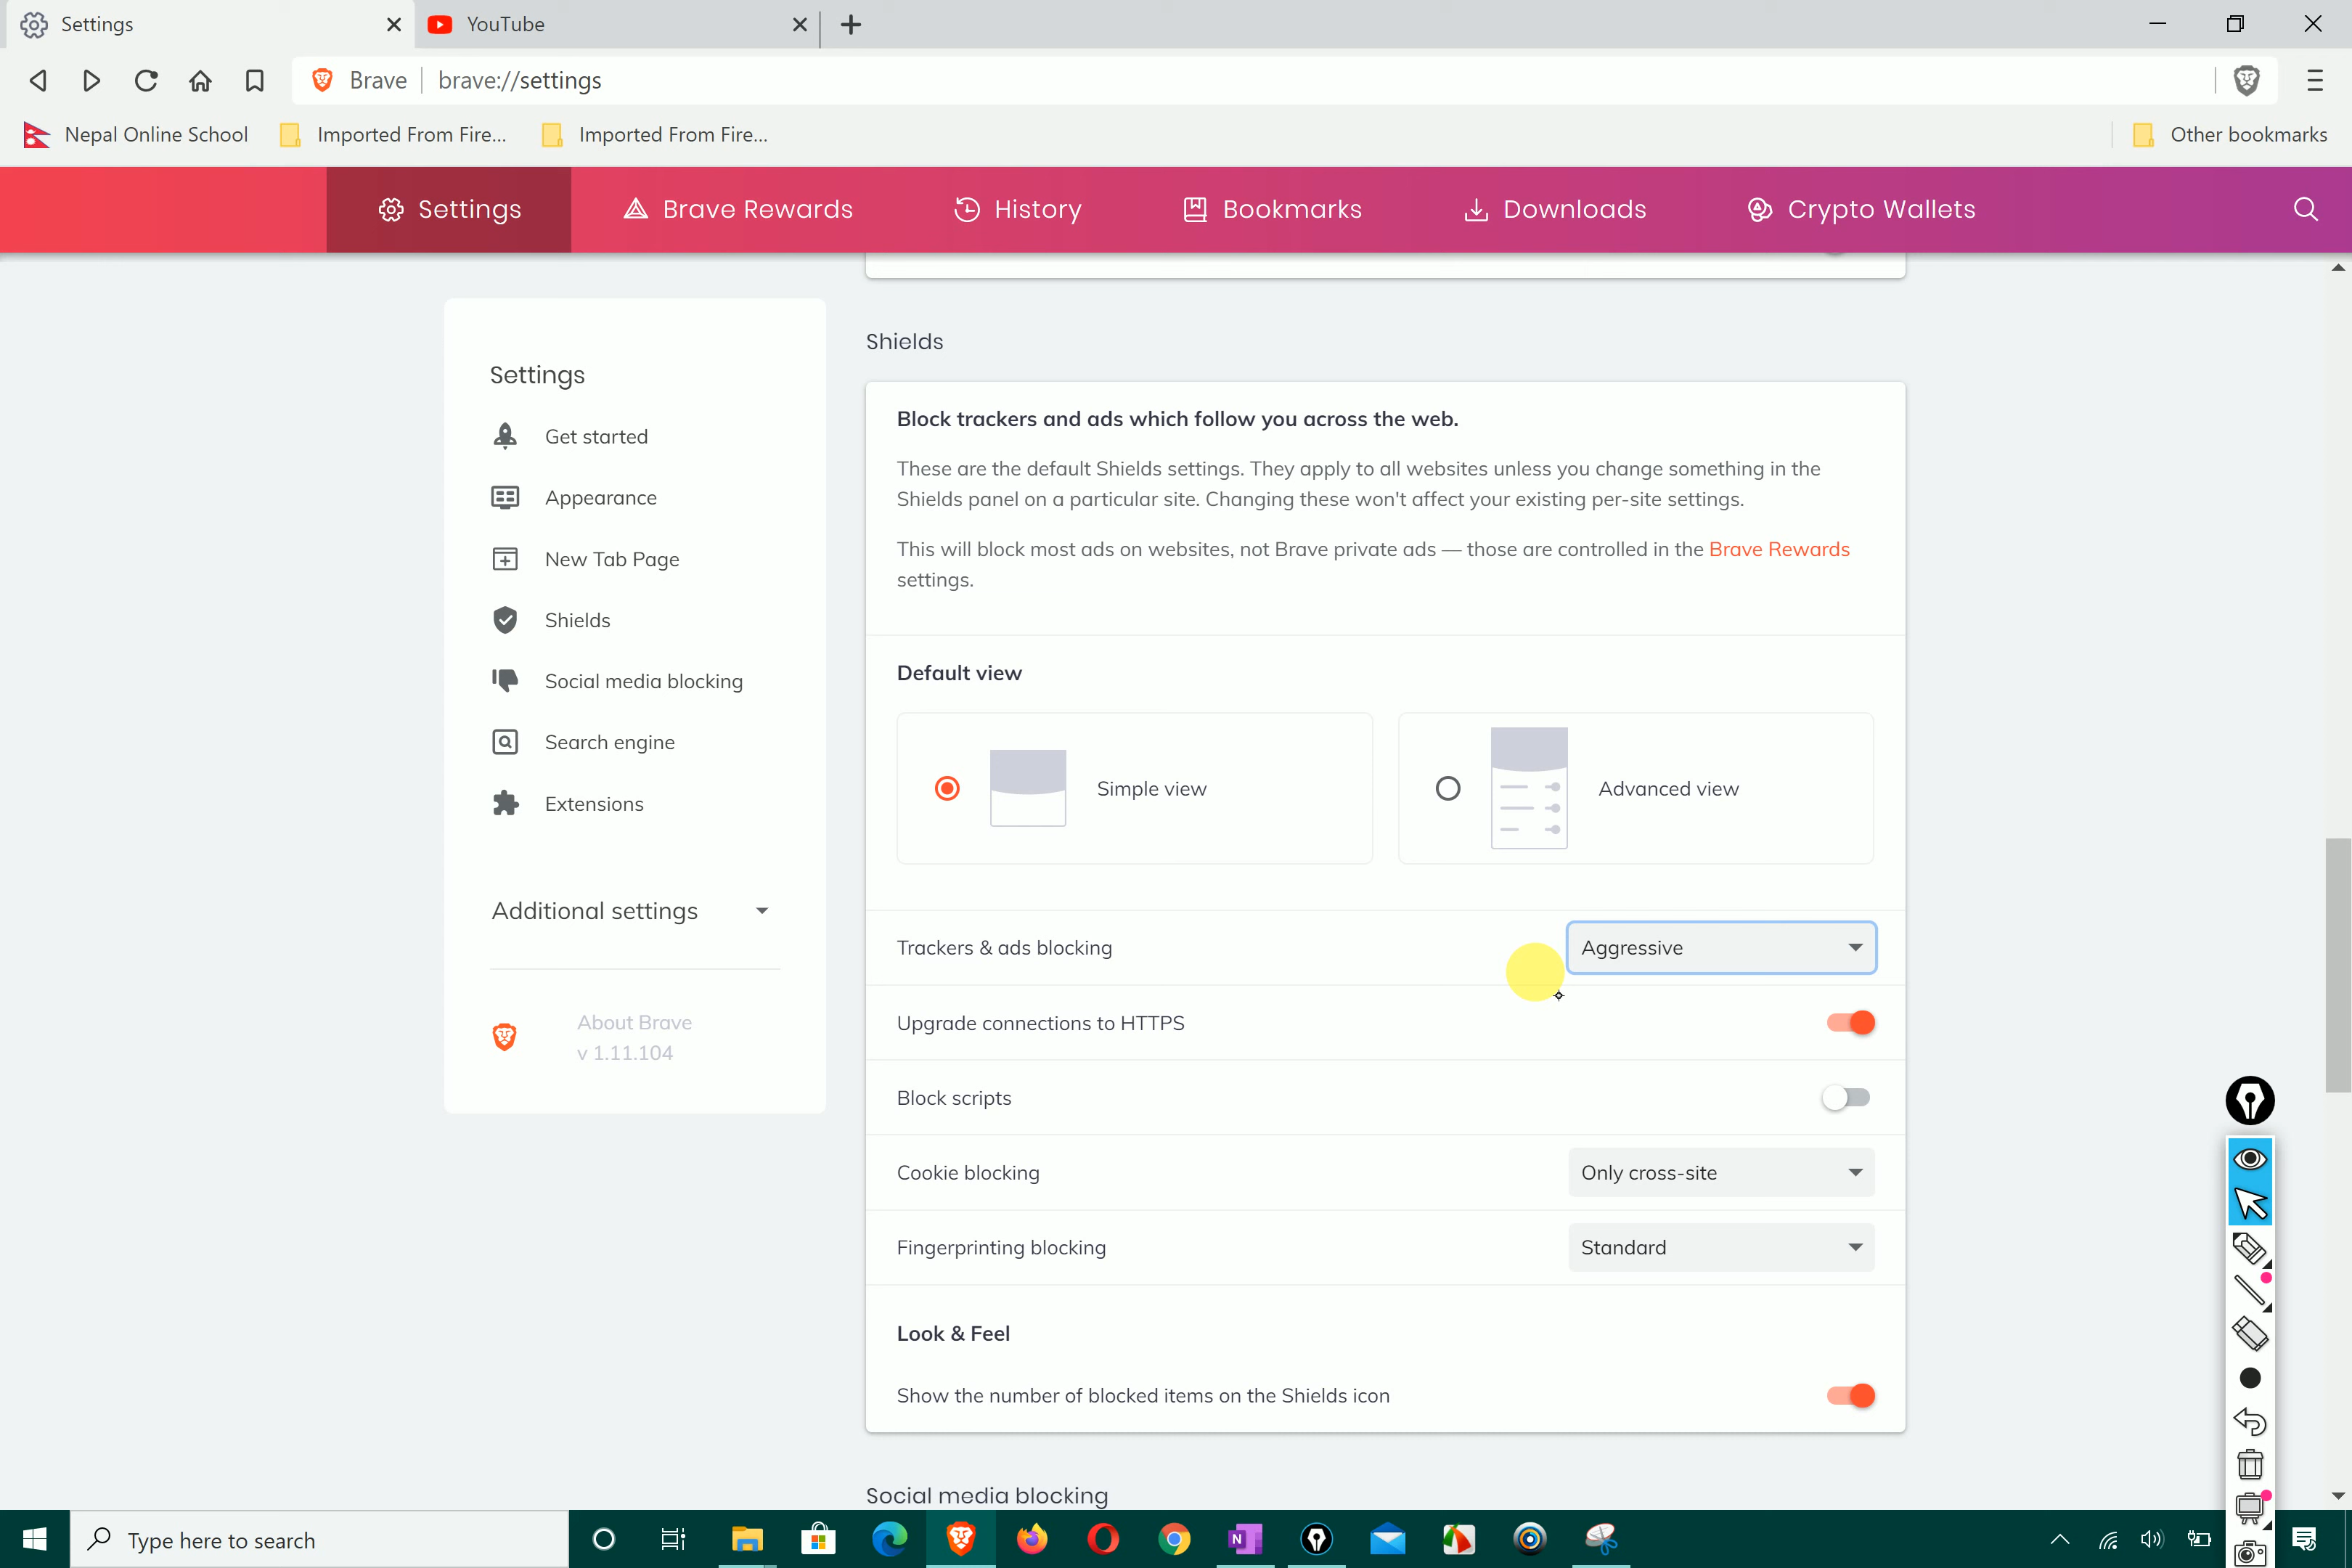 Settings
YouTube
Brave
brave://settings
Nepal Online School
Imported From Fire...
Imported From Fire...
Other bookmarks
Settings
Brave Rewards
History
Bookmarks
Downloads
Crypto Wallets
Settings
Get started
Appearance
New Tab Page
Shields
Social media blocking
Search engine
Extensions
Additional settings
About Brave
v 1.11.104
Shields
Block trackers and ads which follow you across the web.
These are the default Shields settings. They apply to all websites unless you change something in the
Shields panel on a particular site. Changing these won't affect your existing per-site settings.
This will block most ads on websites, not Brave private ads — those are controlled in the Brave Rewards
settings.
Default view
Simple view
Advanced view
Trackers & ads blocking
Aggressive
Upgrade connections to HTTPS
Block scripts
Cookie blocking
Only cross-site
Fingerprinting blocking
Standard
Look & Feel
Show the number of blocked items on the Shields icon
Social media blocking
Type here to search
N